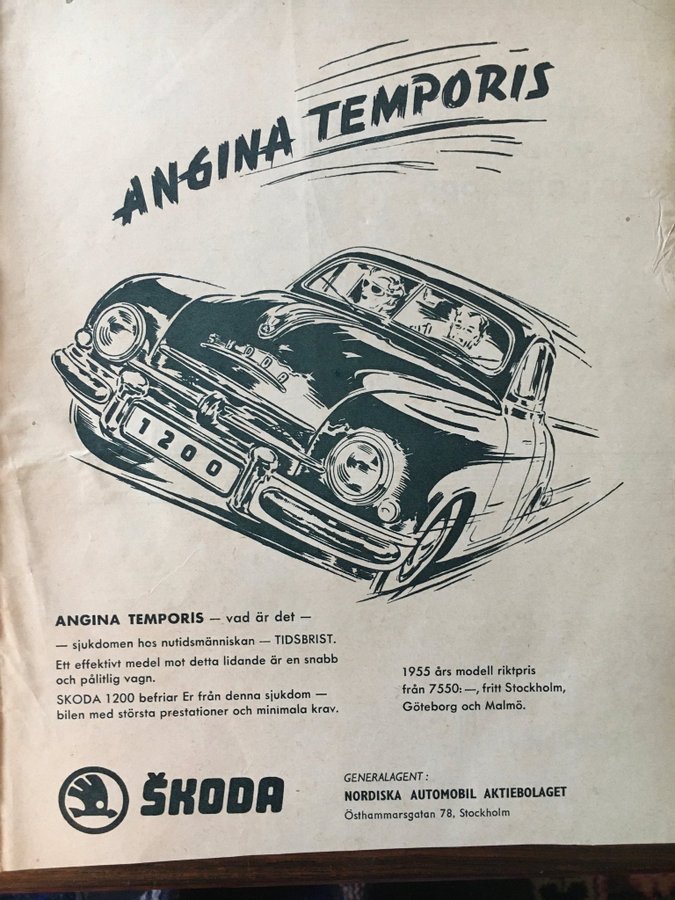 ANGINA TEMPORIS
SKODA
1200
ANGINA TEMPORIS — vad är det —
— sjukdomen hos nutidsmänniskan — TIDSBRIST.
Ett effektivt medel mot detta lidande är en snabb
och pålitlig vagn.
SKODA 1200 befriar Er från denna sjukdom —
bilen med största prestationer och minimala krav.
1955 års modell riktpris
från 7550: —, fritt Stockholm,
Göteborg och Malmö.
ŠKODA
GENERALAGENT :
NORDISKA AUTOMOBIL AKTIEBOLAGET
Östhammarsgatan 78, Stockholm